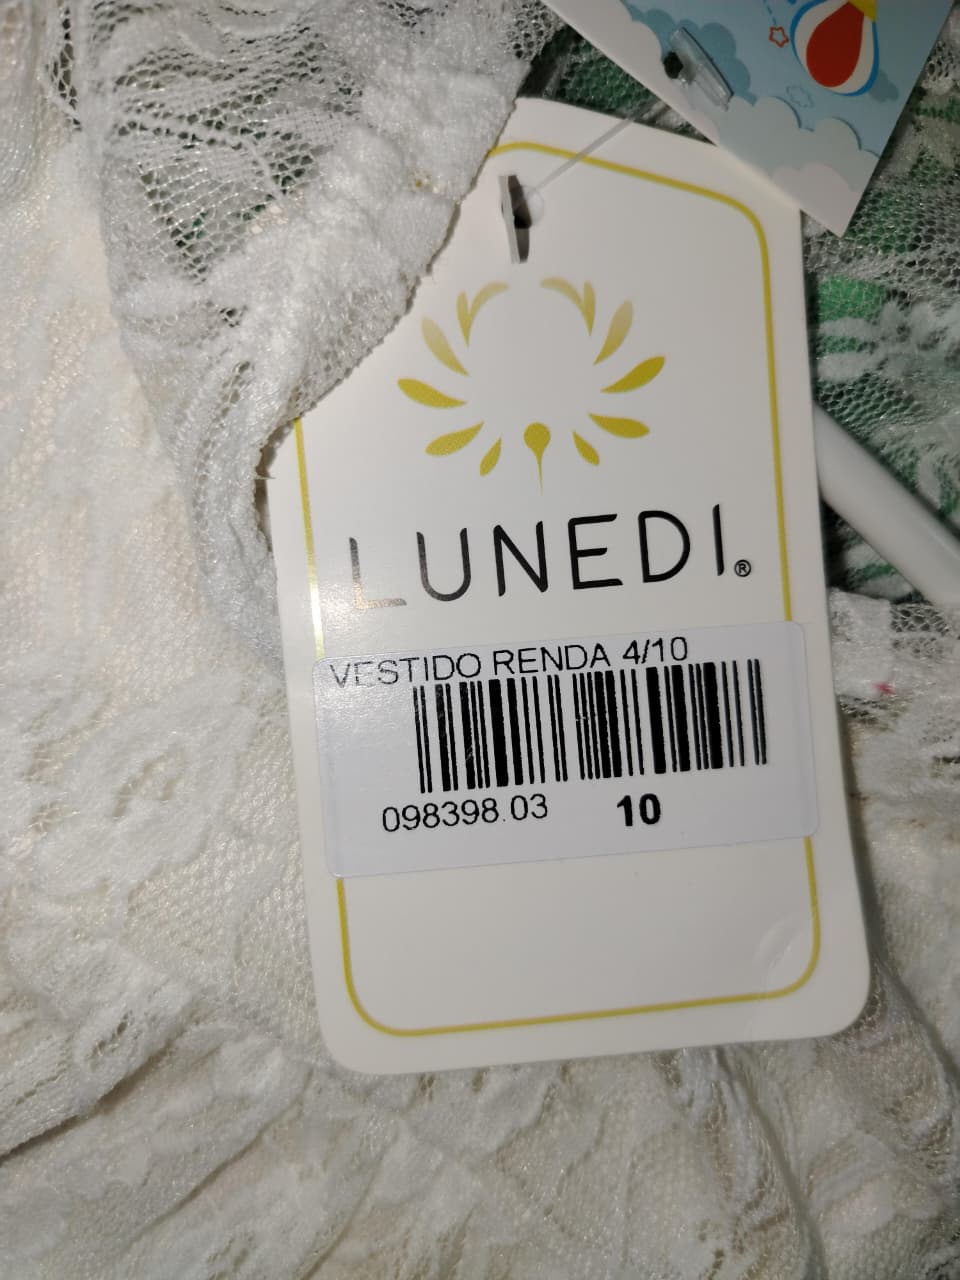 LUNEDI®
VESTIDO RENDA 4/10
098398.03 10